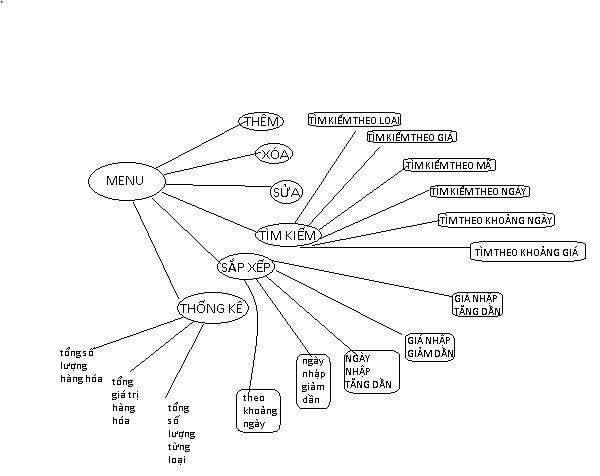 THÊM
TÌM KIẾM THEO LOẠI
TÌM KIẾM THEO GIÁ
XÓA
TÌM KIẾM THEO MÃ
MENU
SỬA
TÌM KIẾM THEO NGÀY
TÌM THEO KHOẢNG NGÀY
TÌM KIẾM
TÌM THEO KHOẢNG GIÁ
SẮP XẾP
GIÁ NHẬP
TĂNG DẦN
THỐNG KÊ
GIÁ NHẬP
GIẢM DẦN
tổng số
lượng
hàng hóa
tổng
giá trị
hàng
hóa
tổng
số
lượng
từng
loại
theo
khoảng
ngày
ngày
nhập
giảm
dần
NGÀY
NHẬP
TĂNG DẦN